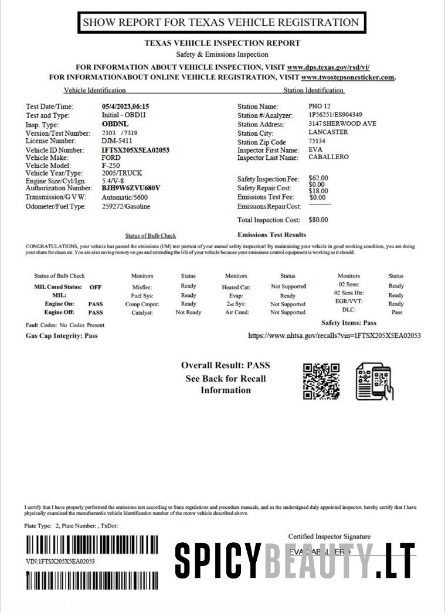 SHOW REPORT FOR TEXAS VEHICLE REGISTRATION
TEXAS VEHICLE INSPECTION REPORT
Safety & Emissions Inspection
FOR INFORMATION ABOUT VEHICLE INSPECTION, VISIT www.dps.texas.gov/rsd/vi/
FOR INFORMATIONABOUT ONLINE VEHICLE REGISTRATION, VISIT www.twostepsonesticker.com.
Vehicle Identification Station Identification
Test Date/Time: 05/4/2023,06:15 Station Name: PHO 12
Test and Type: Initial - OBDII Station #/Analyzer: 1P56251/ES904349
Insp. Type: OBDNL Station Address: 3147SHERWOOD AVE
Version/Test Number: 2103 /7319 Station City: LANCASTER
License Number: DJM-5411 Station Zip Code 75134
Vehicle ID Number: 1FTSX205X5EA02053 Inspector First Name: EVA
Vehicle Make: FORD Inspector Last Name: CABALLERO
Vehicle Model: F-250
Vehicle Year/Type: 2005/TRUCK Safety Inspection Fee: $62.00
Engine Size/Cyl/Ign: 5.4/V-8 Safety Repair Cost: $0.00
Authorization Number: BJH9W6ZVU680V $18.00
Transmission/GVW: Automatic/5600 Emissions Test Fee: $0.00
Odometer/Fuel Type: 259272/Gasoline Emissions RepairCost:
Total Inspection Cost: $80.00
Status of Bulb Check Emissions Test Results
CONGRATULATIONS, your vehicle has passed the emissions (I/M) test portion of your annual safety inspection! By maintaining your vehicle in good working condition, you are doing
your share for clean air. You are also saving money on gas and extending the life of your vehicle because your emissions control equipment is working as it should.
Status of Bulb Check Monitors Status Monitors Status Monitors Status
MIL Cmmd Status: OFF Misfire: Ready Heated Cat: Not Supported 02 Sens: Ready
MIL: Fuel Sys: Ready Evap: Ready 02 Sens Htr: Ready
Engine On: PASS Comp Cmpnt: Ready 2nd Sys: Not Supported EGR/VVT: Ready
Engine Off: PASS Catalyst: Not Ready Air Cond: Not Supported DLC: Pass
Fault Codes: No Codes Present Safety Items: Pass
Gas Cap Integrity: Pass https://www.nhtsa.gov/recalls?vin=1FTSX205X5EA02053
Overall Result: PASS
See Back for Recall
Information
I certify that I have properly performed the emissions test according to State regulations and procedure manuals, and as the undersigned duly appointed inspector, hereby certify that I have
physically examined the manufacturer's vehicle Identification number of the motor vehicle described above.
Plate Type: 2, Plate Number: , TxDot:
Certified Inspector Signature
EVA CABALLERO
VIN:1FTSX205X5EA02053
SPICYBEAUTY.LT